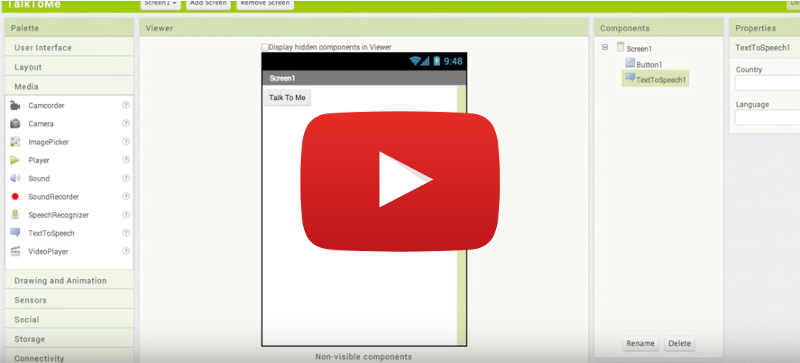 TalkToMe
Screen1 Add Screen Remove Screen
Palette
User Interface
Layout
Media
Camcorder
Camera
ImagePicker
Player
Sound
SoundRecorder
SpeechRecognizer
TextToSpeech
VideoPlayer
Drawing and Animation
Sensors
Social
Storage
Connectivity
Viewer
Display hidden components in Viewer
9:48
Screen1
Talk To Me
Non-visible components
Components
Screen1
Button1
TextToSpeech1
Rename Delete
Properties
TextToSpeech1
Country
Language